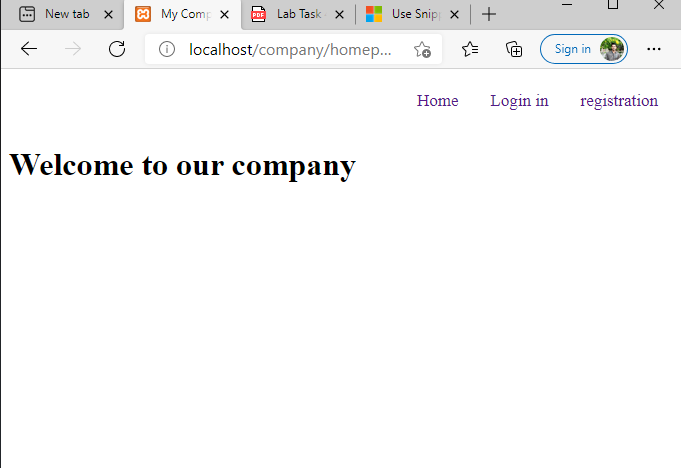 New tab My Comp Lab Task - Use Snipp
localhost/company/homep... Sign in
Home Login in registration
Welcome to our company